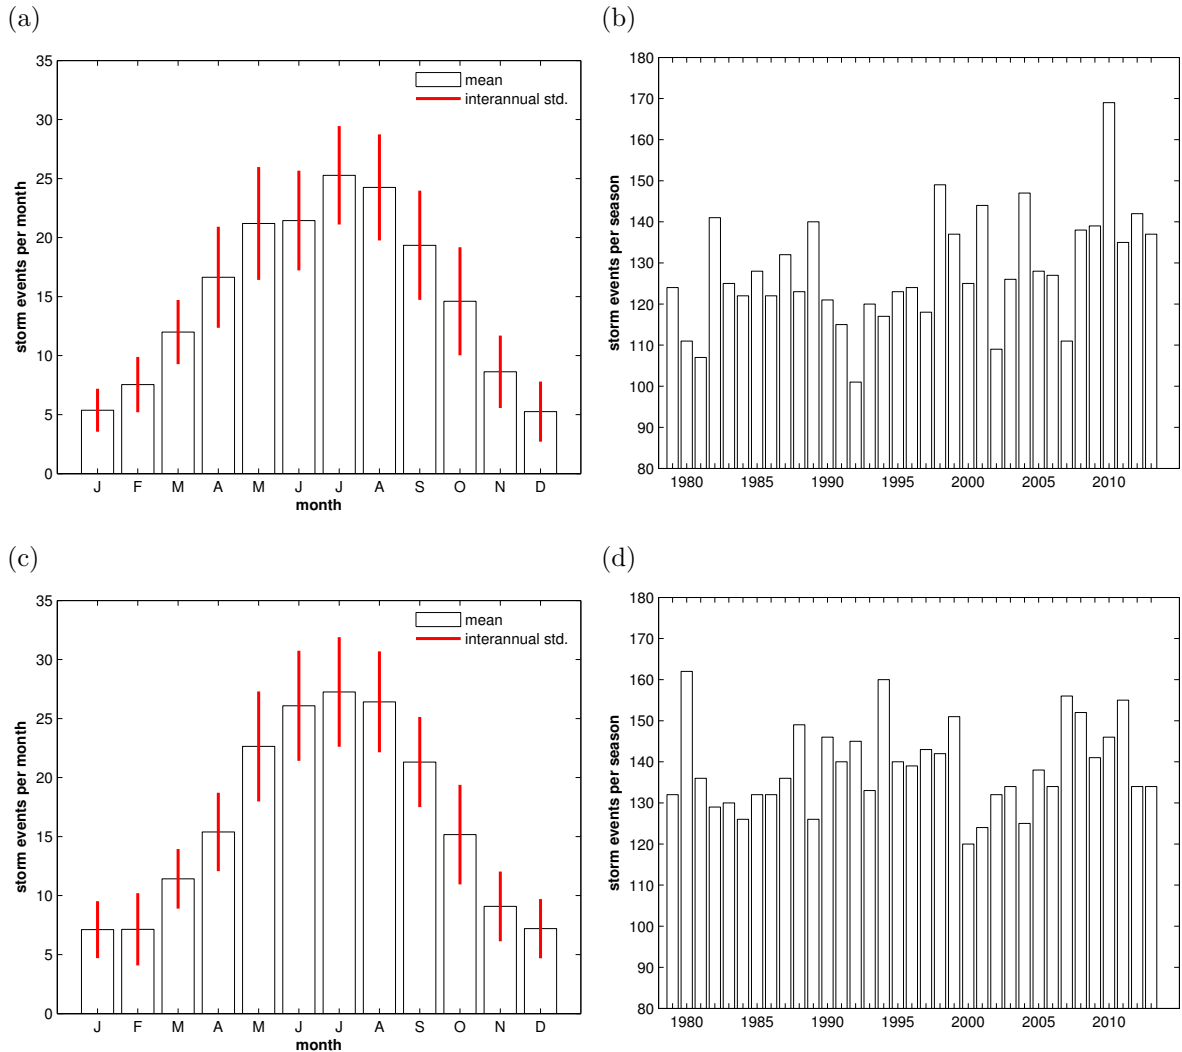 (a)
35
30
25
20
15
10
5
0
storm events per month
mean
interannual std.
J F M A M J J A S O N D
month
(b)
180
170
160
150
140
130
120
110
100
90
80
storm events per season
1980 1985 1990 1995 2000 2005 2010
(c)
35
30
25
20
15
10
5
0
storm events per month
mean
interannual std.
J F M A M J J A S O N D
month
(d)
180
170
160
150
140
130
120
110
100
90
80
storm events per season
1980 1985 1990 1995 2000 2005 2010